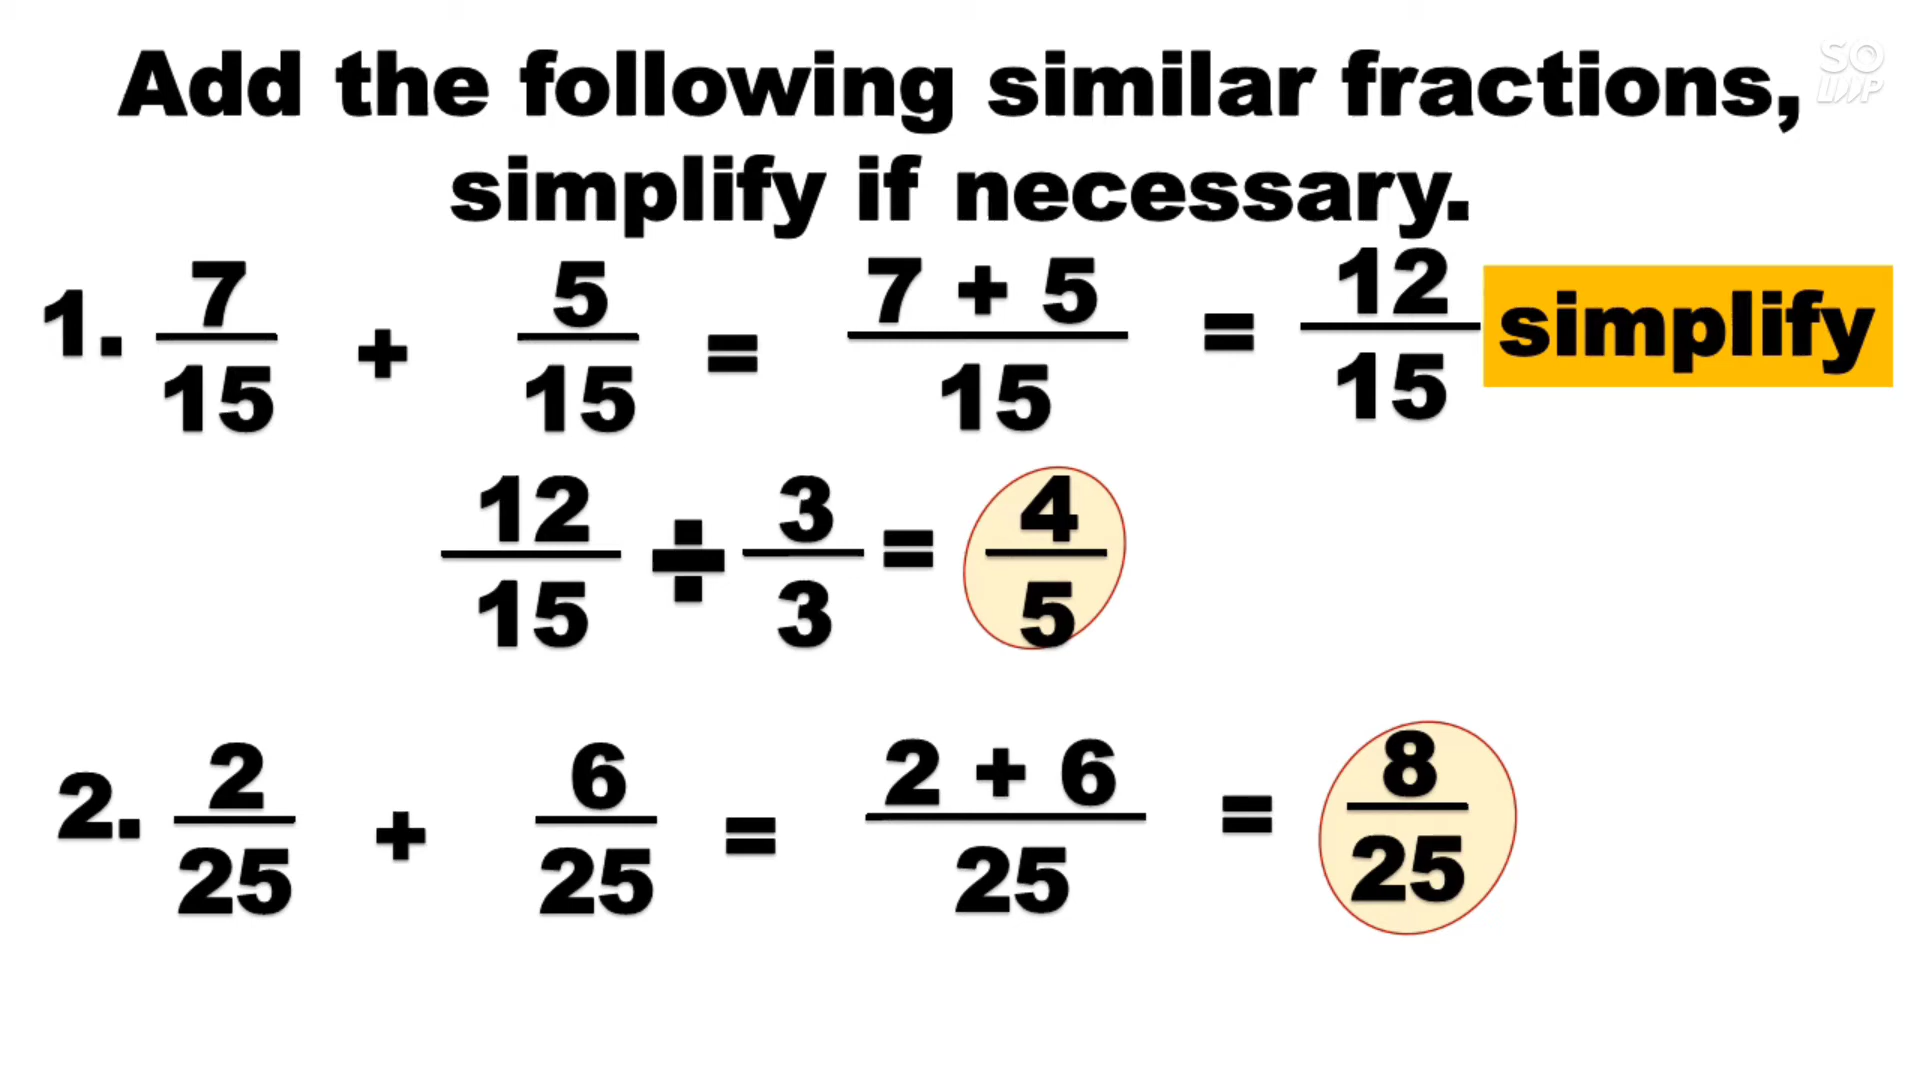 Add the following similar fractions,
simplify if necessary.
1. 7/15 + 5/15 = 7 + 5/15 = 12/15 simplify
12/15 ÷ 3/3 = 4/5
2. 2/25 + 6/25 = 2 + 6/25 = 8/25